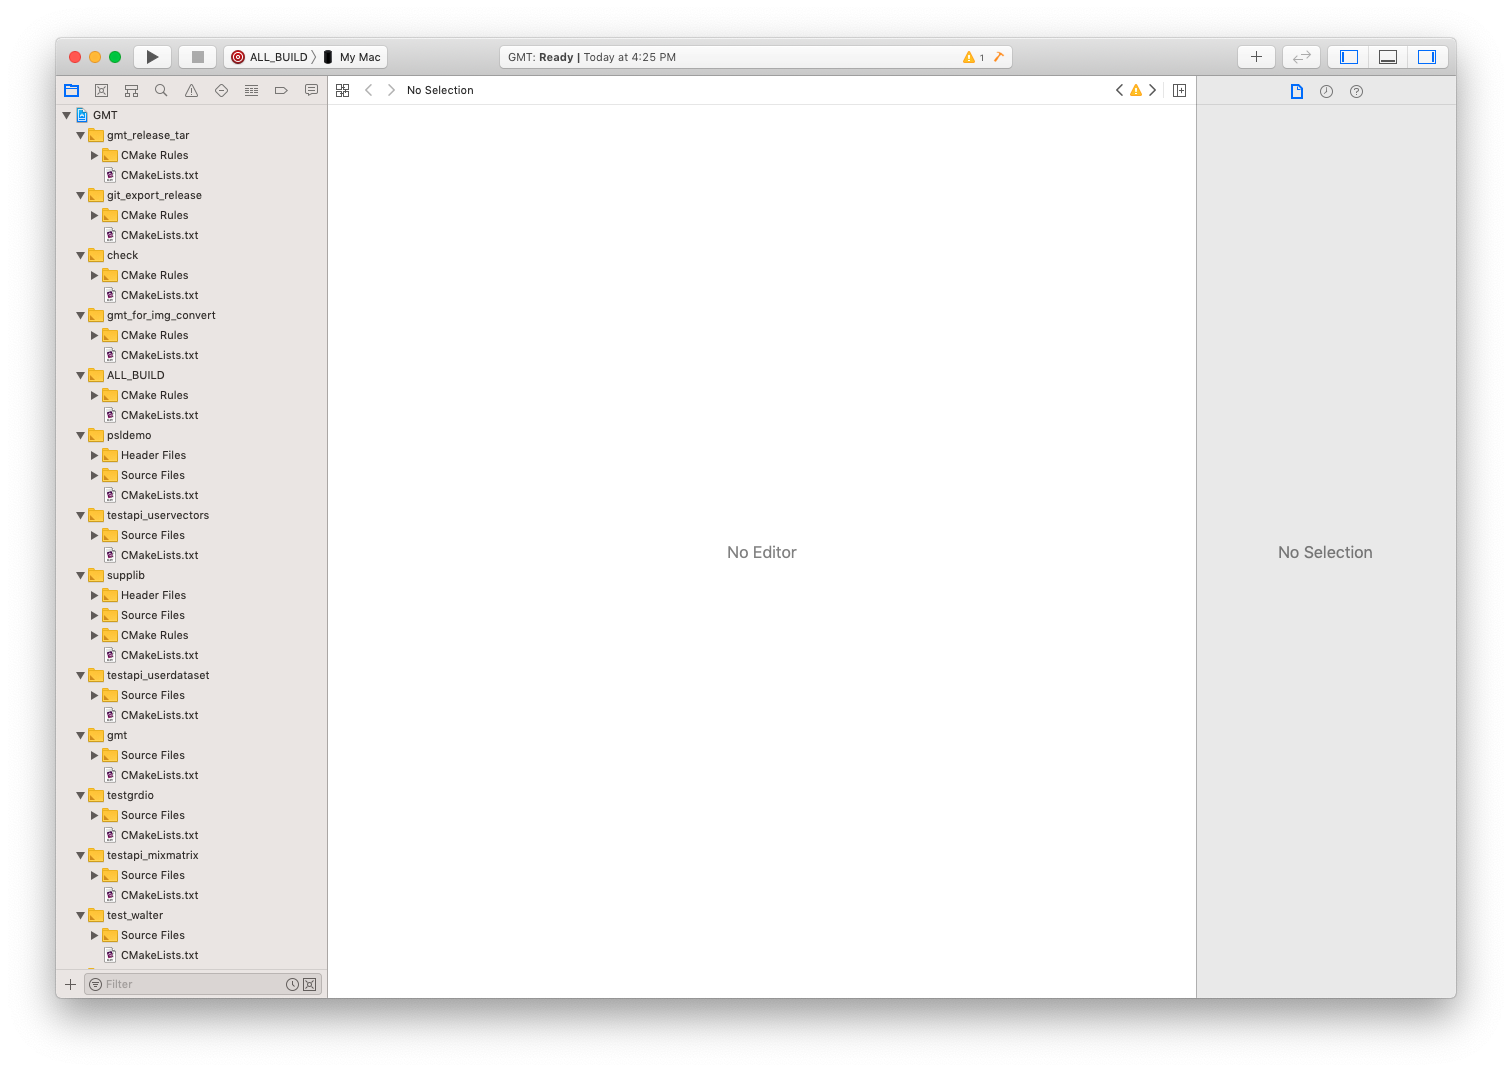 ALL_BUILD 〉 My Mac
GMT: Ready | Today at 4:25 PM
1
No Selection
GMT
gmt_release_tar
CMake Rules
CMakeLists.txt
git_export_release
CMake Rules
CMakeLists.txt
check
CMake Rules
CMakeLists.txt
gmt_for_img_convert
CMake Rules
CMakeLists.txt
ALL_BUILD
CMake Rules
CMakeLists.txt
psldemo
Header Files
Source Files
CMakeLists.txt
testapi_uservectors
Source Files
CMakeLists.txt
supplib
Header Files
Source Files
CMake Rules
CMakeLists.txt
testapi_userdataset
Source Files
CMakeLists.txt
gmt
Source Files
CMakeLists.txt
testgrdio
Source Files
CMakeLists.txt
testapi_mixmatrix
Source Files
CMakeLists.txt
test_walter
Source Files
CMakeLists.txt
Filter
No Editor
No Selection